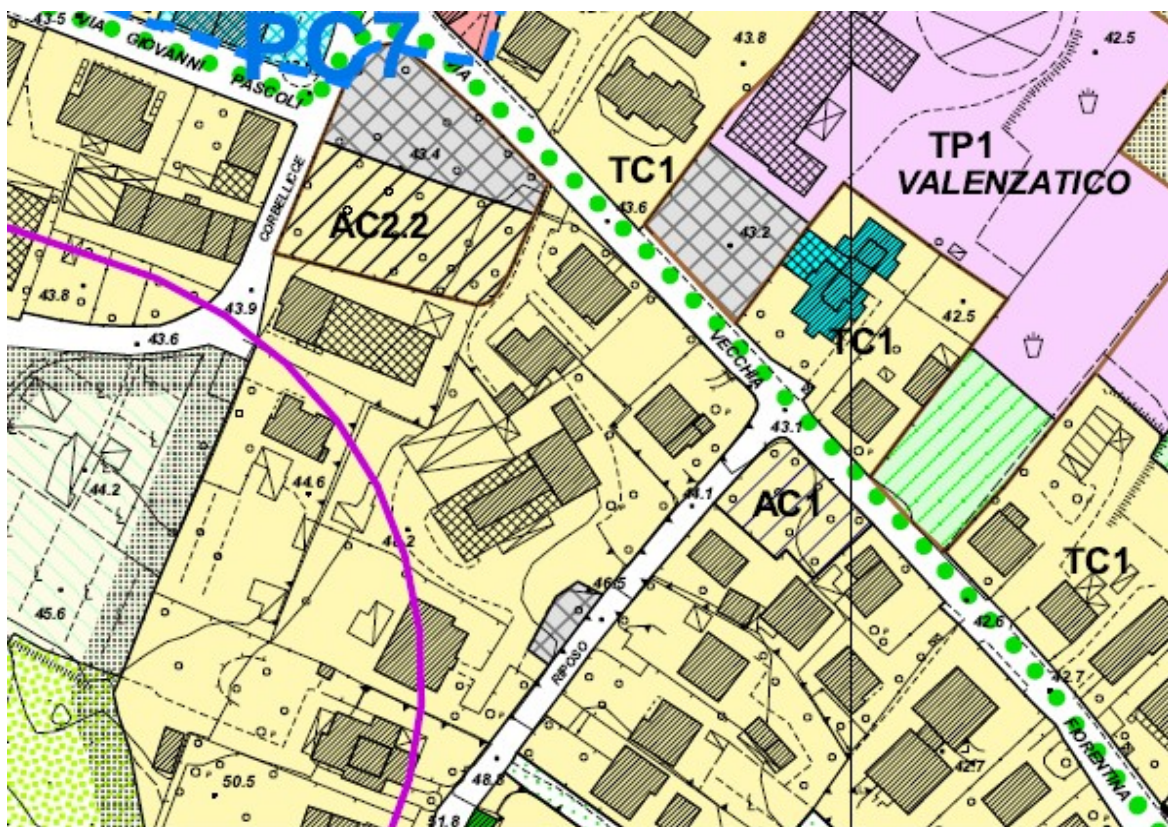 43.5
VIA
GIOVANNI
PASCOLI
PC7
VIA
43.8
42.5
TP1
VALENZATICO
43.4
TC1
43.6
43.2
CORBELLICCE
AC2.2
43.8
43.9
43.6
VECCHIA
42.5
TC1
43.1
44.2
44.6
44.1
AC1
TC1
46.5
45.6
42.6
RIPOSO
42.7
FIORENTINA
50.5
48.8
42.7
51.8